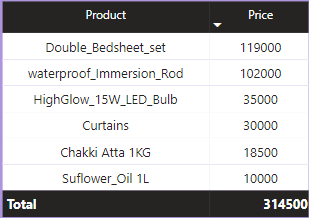 Product Price
Double_Bedsheet_set 119000
waterproof_Immersion_Rod 102000
HighGlow_15W_LED_Bulb 35000
Curtains 30000
Chakki Atta 1KG 18500
Suflower_Oil 1L 10000
Total 314500